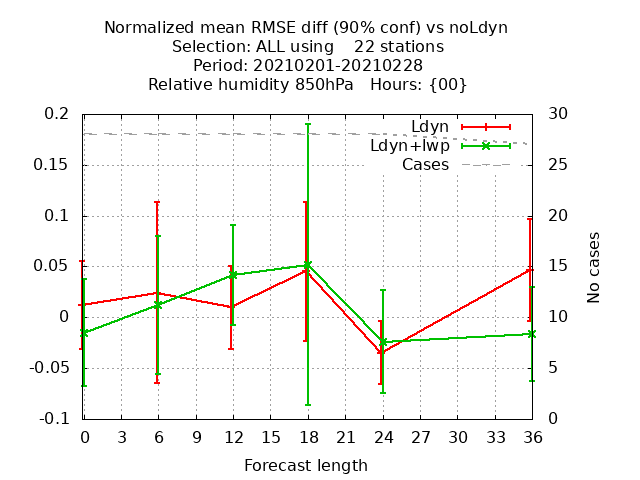 Normalized mean RMSE diff (90% conf) vs noLdyn
Selection: ALL using    22 stations
Period: 20210201-20210228
Relative humidity 850hPa   Hours: {00}
0.2
0.15
0.1
0.05
0
-0.05
-0.1
30
25
20
15
10
5
0
Ldyn
Ldyn+lwp
Cases
No cases
0 3 6 9 12 15 18 21 24 27 30 33 36
Forecast length